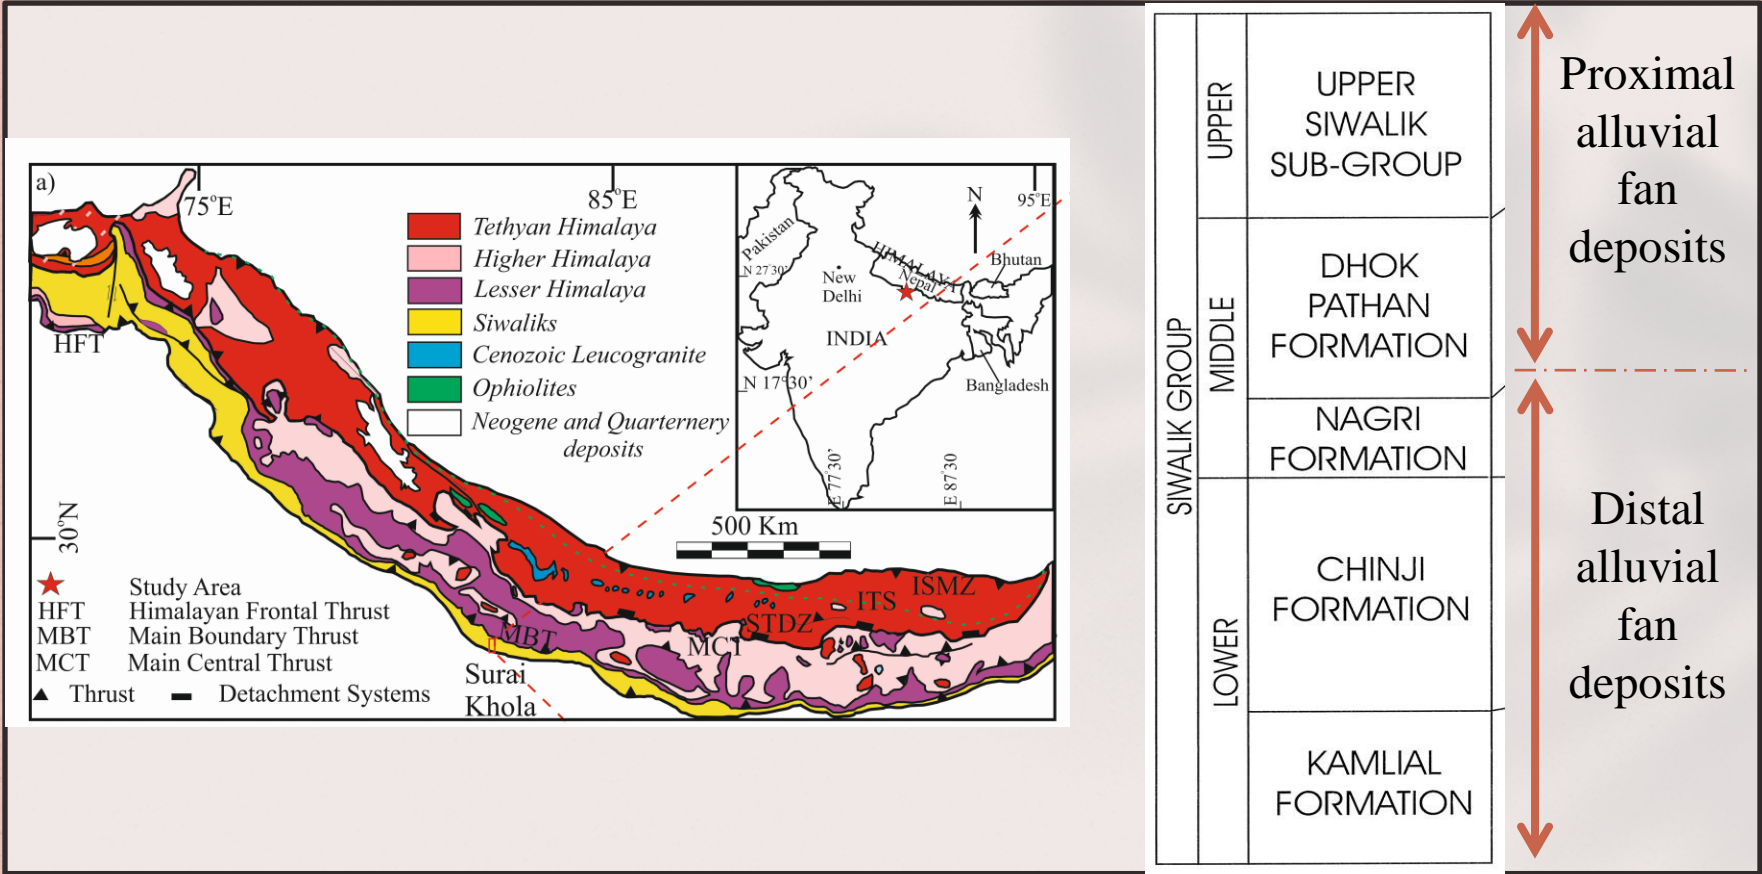 a)
75°E
85°E
95°E
HFT
Tethyan Himalaya
Higher Himalaya
Lesser Himalaya
Siwaliks
Cenozoic Leucogranite
Ophiolites
Neogene and Quarternery
deposits
N
Pakistan
N 27°30'
New
Delhi
HIMALAYA
Nepal
Bhutan
INDIA
N 17°30'
Bangladesh
E 77°30'
E 87°30
500 Km
30°N
Study Area
HFT Himalayan Frontal Thrust
MBT Main Boundary Thrust
MCT Main Central Thrust
Thrust Detachment Systems
MBT
Surai
Khola
MCT
STDZ
ITS
ISMZ
SIWALIK GROUP
UPPER
UPPER
SIWALIK
SUB-GROUP
MIDDLE
DHOK
PATHAN
FORMATION
NAGRI
FORMATION
LOWER
CHINJI
FORMATION
KAMLIAL
FORMATION
Proximal
alluvial
fan
deposits
Distal
alluvial
fan
deposits